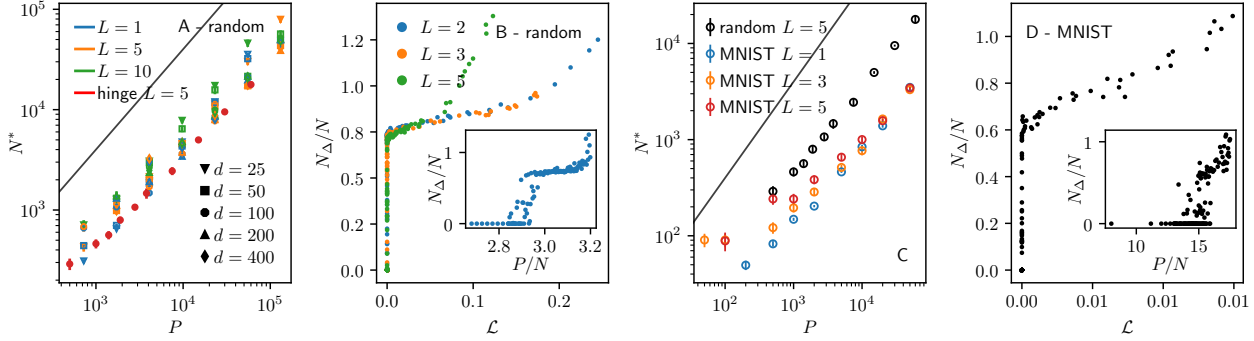 A - random
L = 1
L = 5
L = 10
hinge L = 5
d = 25
d = 50
d = 100
d = 200
d = 400
N*
10^5
10^4
10^3
10^3
10^4
10^5
P
B - random
L = 2
L = 3
L = 5
N_Δ/N
1.2
1.0
0.8
0.5
0.2
0.0
0.0
0.1
0.2
ℒ
N_Δ/N
1
0
2.8
3.0
3.2
P/N
random L = 5
MNIST L = 1
MNIST L = 3
MNIST L = 5
C
N*
10^4
10^3
10^2
10^2
10^3
10^4
P
D - MNIST
N_Δ/N
1.0
0.8
0.6
0.4
0.2
0.0
0.00
0.01
0.01
0.01
ℒ
N_Δ/N
1
0
10
15
P/N